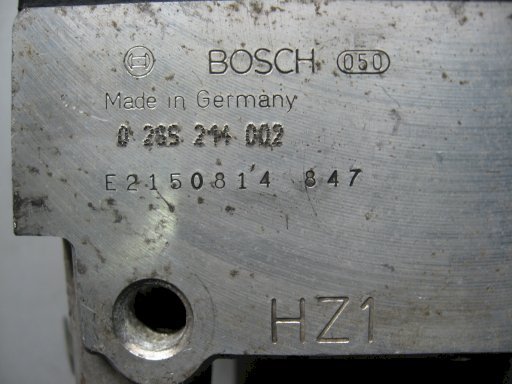 BOSCH 050
Made in Germany
0 265 214 002
E2150814 847
HZ1